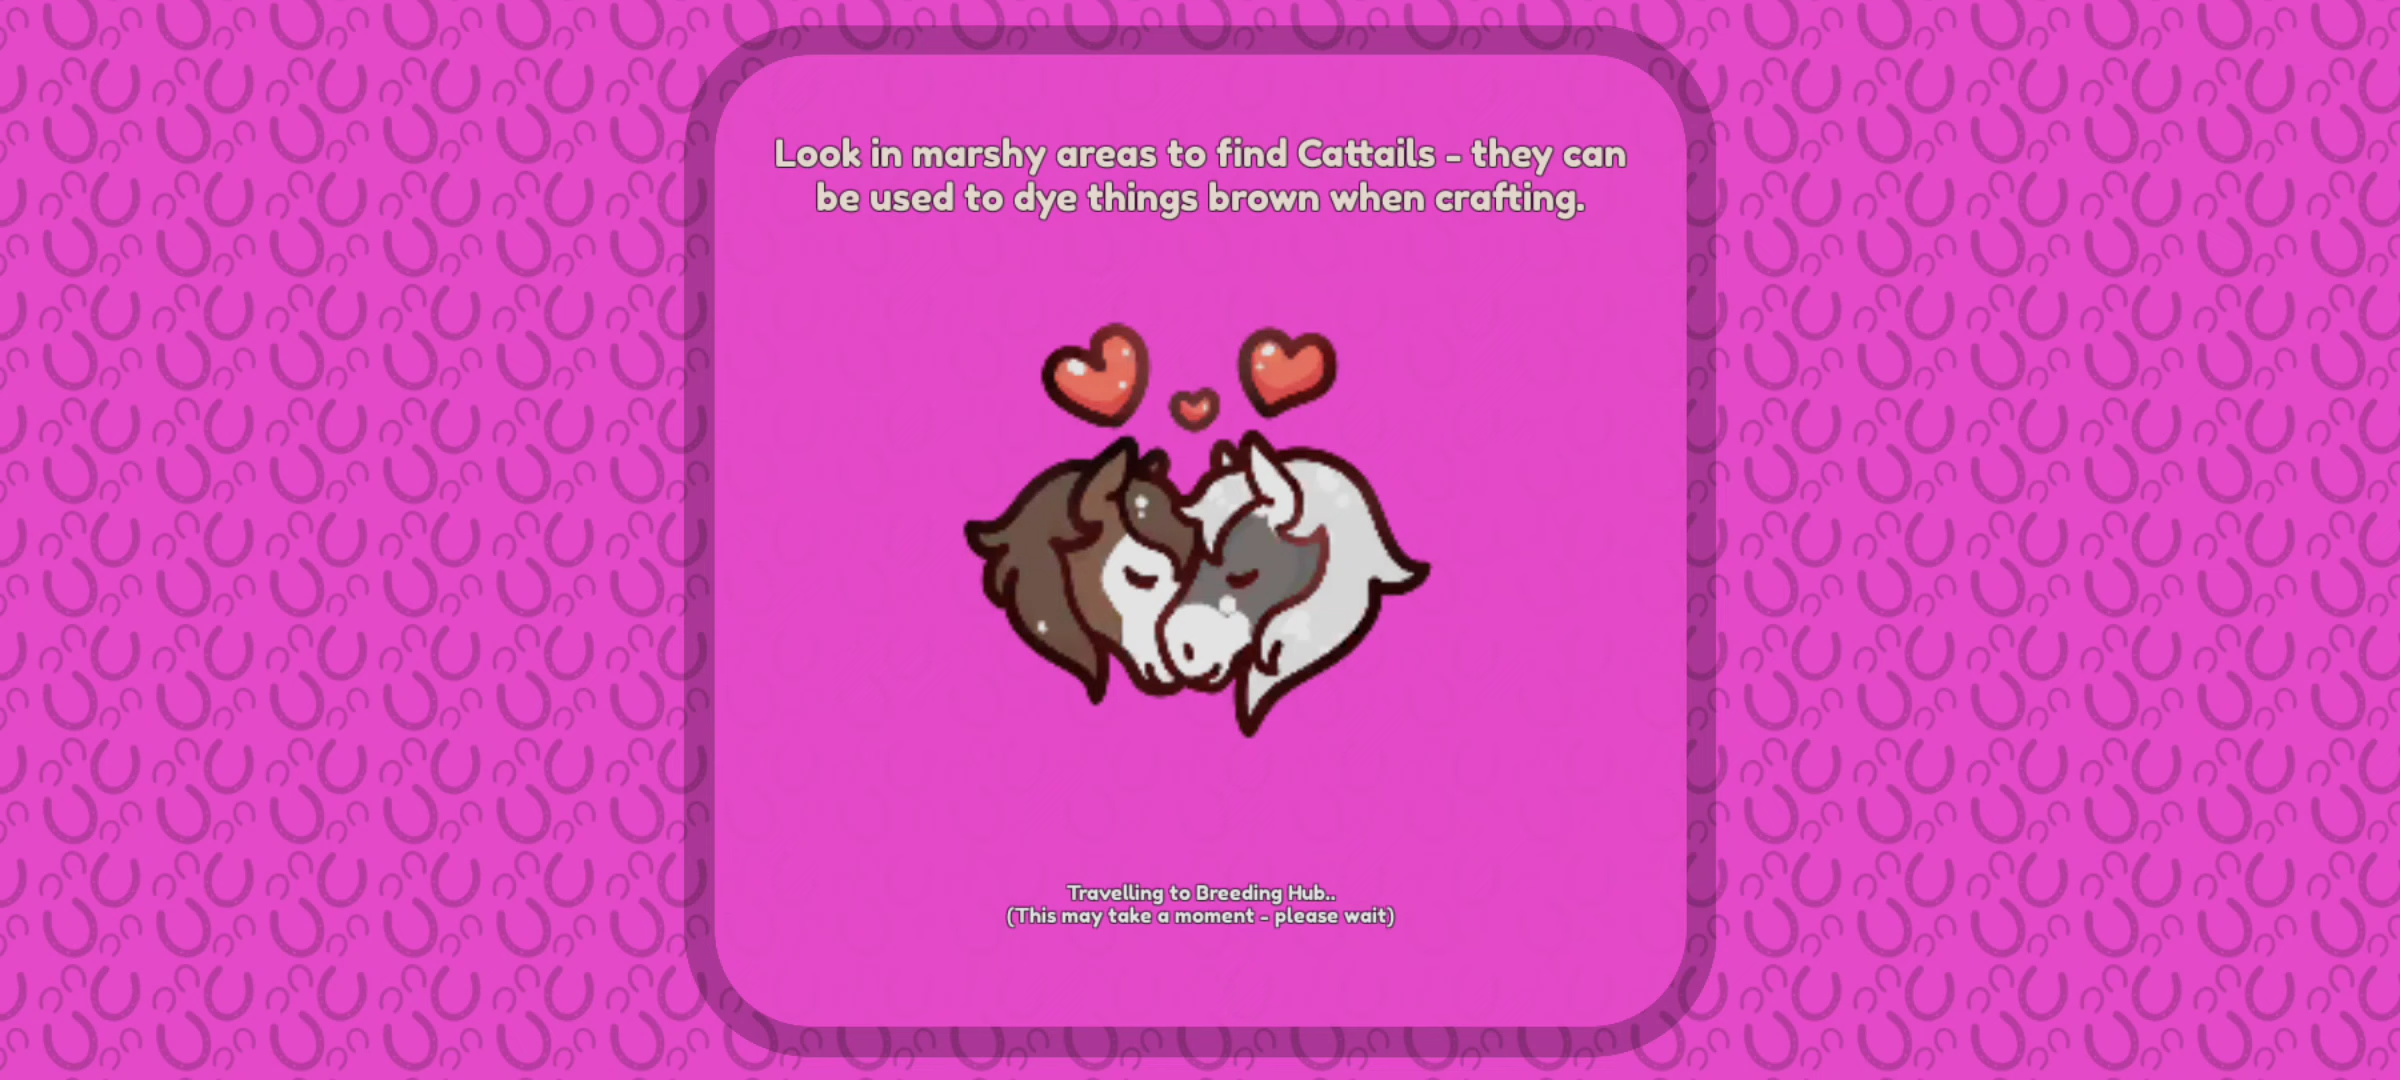 Look in marshy areas to find Cattails - they can
be used to dye things brown when crafting.
Travelling to Breeding Hub..
(This may take a moment - please wait)